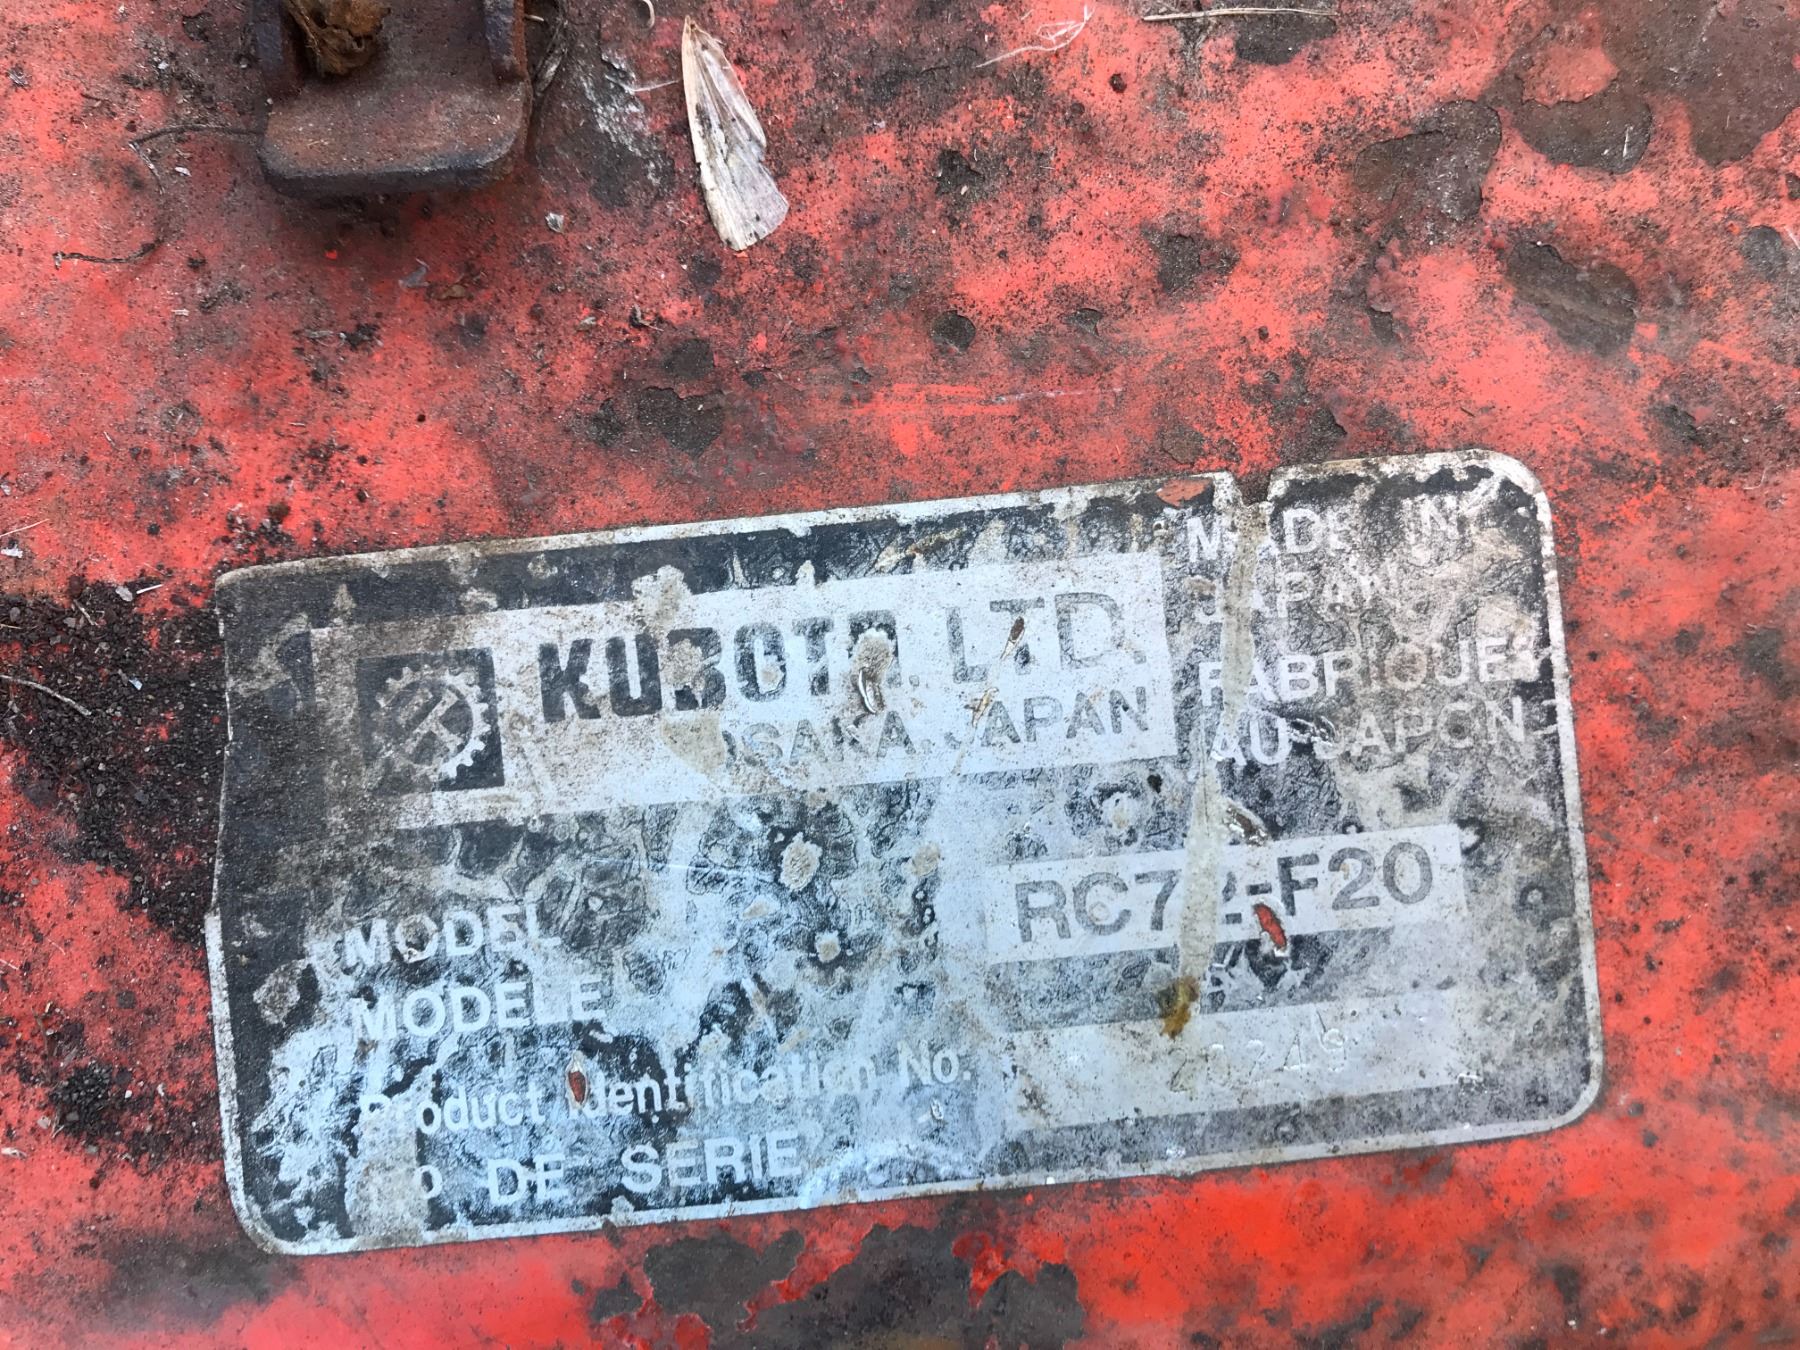 KUBOTA, LTD.
OSAKA, JAPAN
MADE IN
JAPAN
FABRIQUE
AU JAPON
MODEL
MODELE
RC72-F20
Product Identification No.
NO DE SERIE